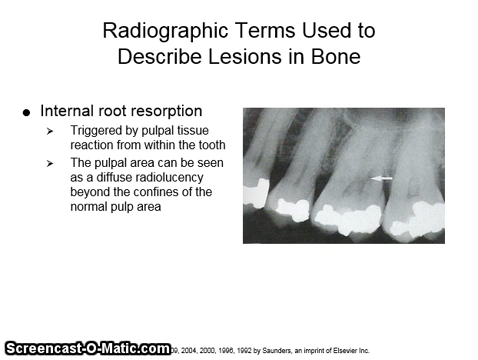 Radiographic Terms Used to
Describe Lesions in Bone
Internal root resorption
Triggered by pulpal tissue
reaction from within the tooth
The pulpal area can be seen
as a diffuse radiolucency
beyond the confines of the
normal pulp area
Screencast-O-Matic.com 09, 2004, 2000, 1996, 1992 by Saunders, an imprint of Elsevier Inc.